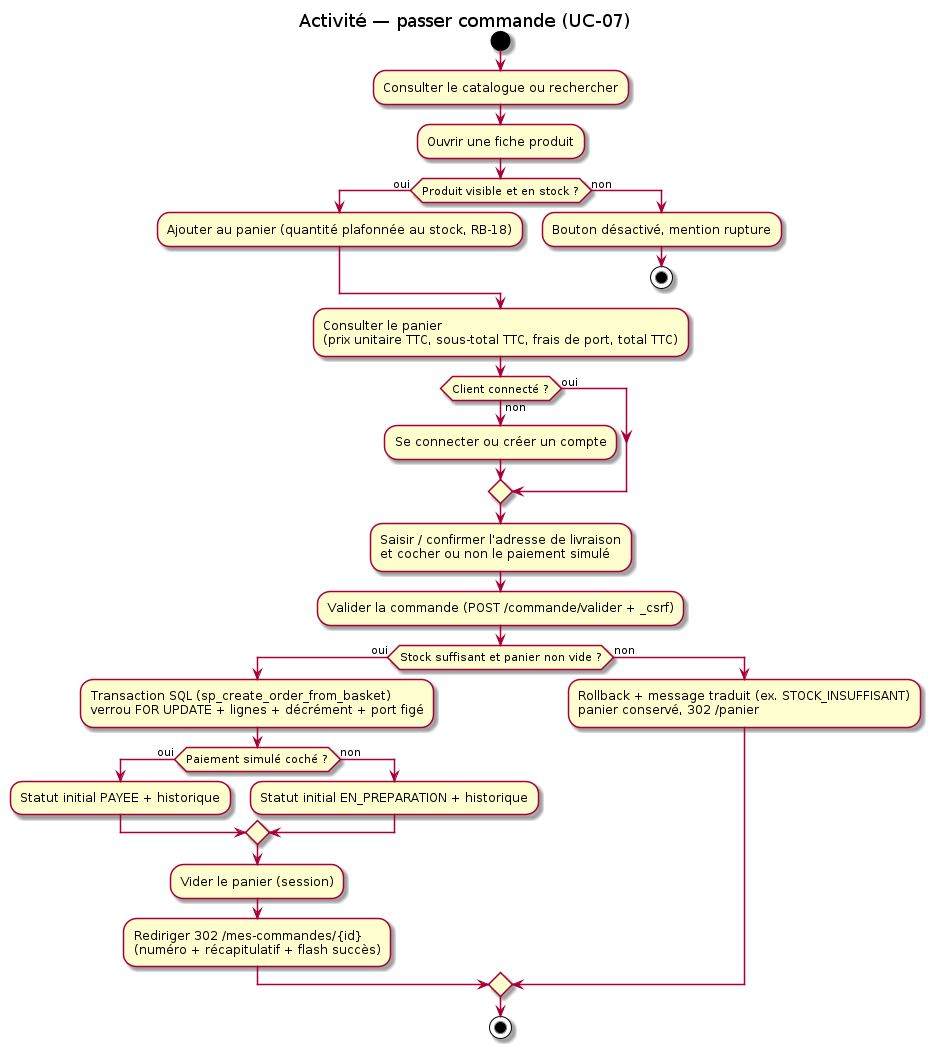 Activité — passer commande (UC-07)
Consulter le catalogue ou rechercher
Ouvrir une fiche produit
oui
Produit visible et en stock ?
non
Ajouter au panier (quantité plafonnée au stock, RB-18)
Bouton désactivé, mention rupture
Consulter le panier
(prix unitaire TTC, sous-total TTC, frais de port, total TTC)
Client connecté ?
oui
non
Se connecter ou créer un compte
Saisir / confirmer l'adresse de livraison
et cocher ou non le paiement simulé
Valider la commande (POST /commande/valider + _csrf)
oui
Stock suffisant et panier non vide ?
non
Transaction SQL (sp_create_order_from_basket)
verrou FOR UPDATE + lignes + décrément + port figé
Rollback + message traduit (ex. STOCK_INSUFFISANT)
panier conservé, 302 /panier
oui
Paiement simulé coché ?
non
Statut initial PAYEE + historique
Statut initial EN_PREPARATION + historique
Vider le panier (session)
Rediriger 302 /mes-commandes/{id}
(numéro + récapitulatif + flash succès)